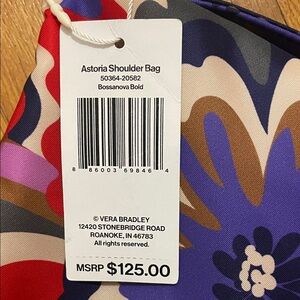 Astoria Shoulder Bag
50364-20582
Bossanova Bold
8 86003 69846 4
© VERA BRADLEY
12420 STONEBRIDGE ROAD
ROANOKE, IN 46783
All rights reserved.
MSRP $125.00